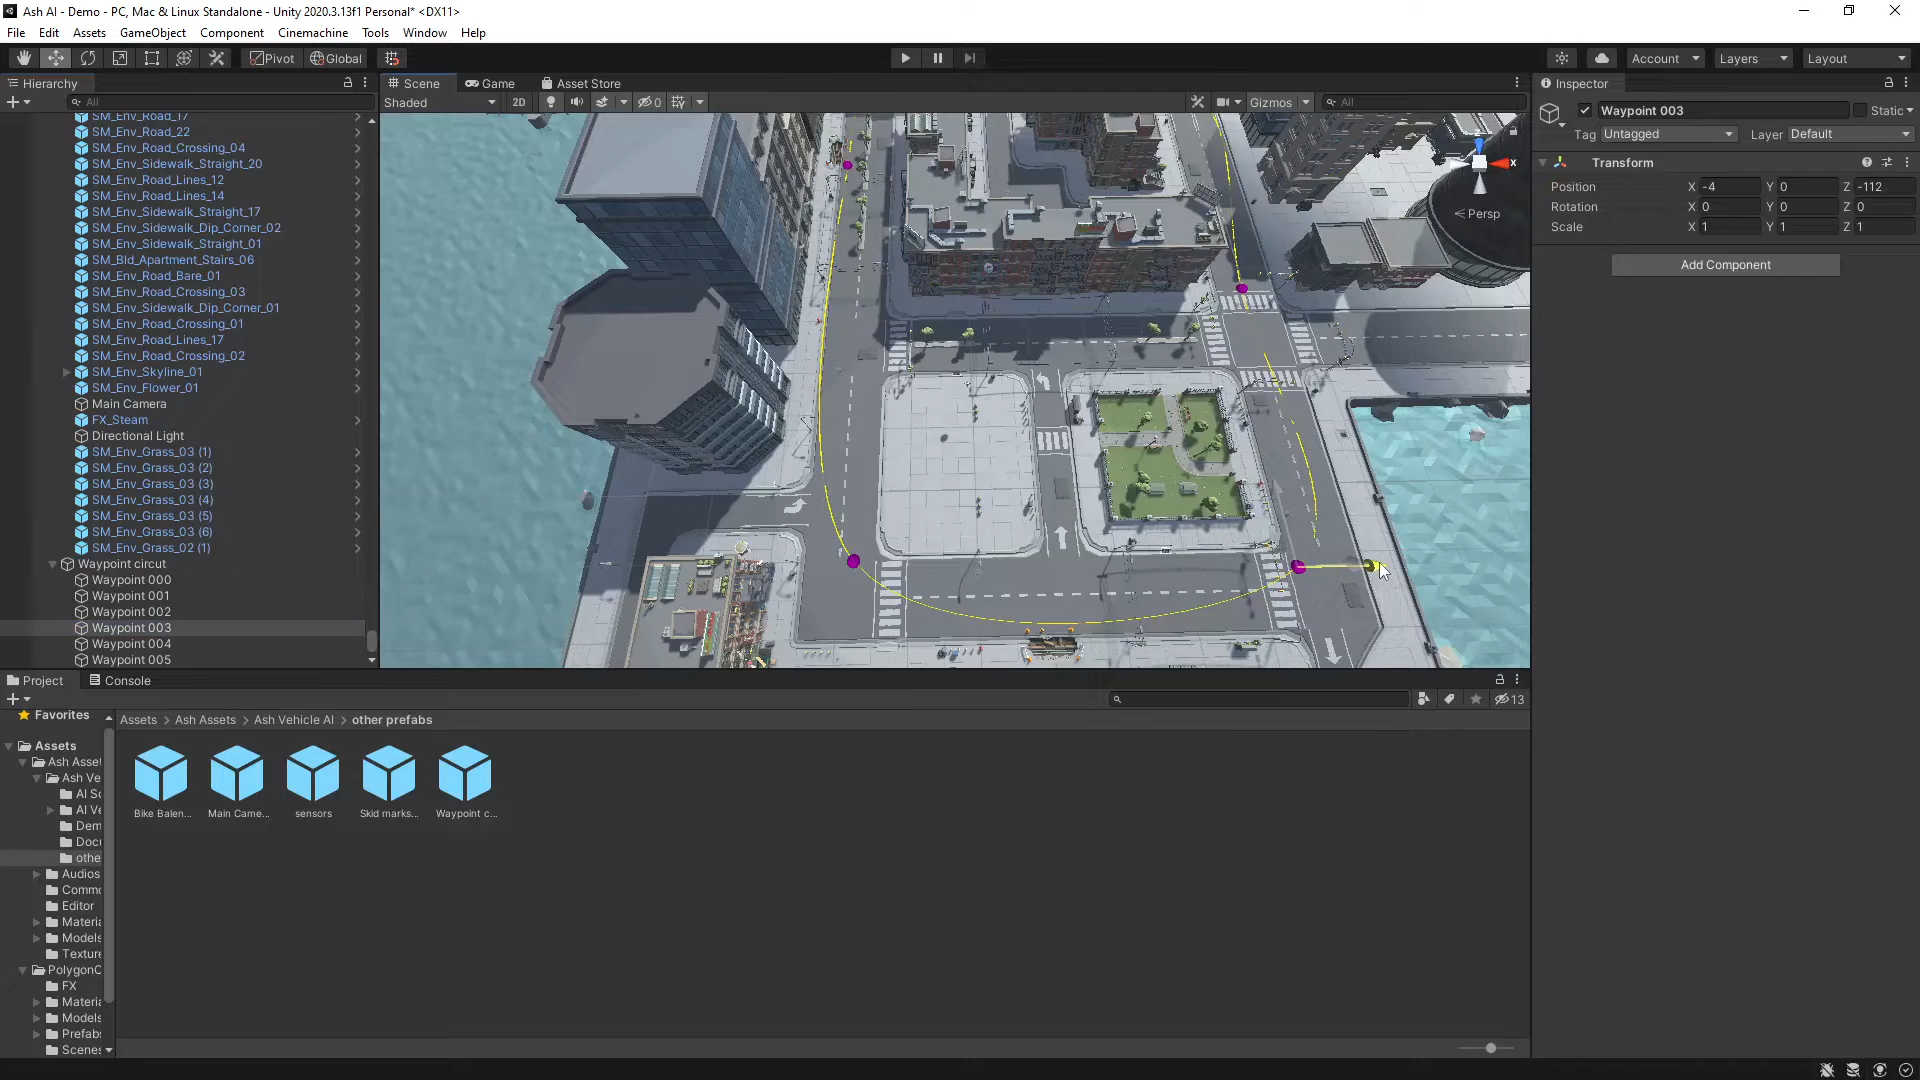 Ash AI - Demo - PC, Mac & Linux Standalone - Unity 2020.3.13f1 Personal* <DX11>
File Edit Assets GameObject Component Cinemachine Tools Window Help
Pivot Global Account Layers Layout
Hierarchy Scene Game Asset Store Inspector
All Shaded 2D 0 Gizmos All
Waypoint 003 Static
Tag Untagged Layer Default
Transform
Position X -4 Y 0 Z -112
Rotation X 0 Y 0 Z 0
Scale X 1 Y 1 Z 1
Add Component
x
Persp
SM_Env_Road_17
SM_Env_Road_22
SM_Env_Road_Crossing_04
SM_Env_Sidewalk_Straight_20
SM_Env_Road_Lines_12
SM_Env_Road_Lines_14
SM_Env_Sidewalk_Straight_17
SM_Env_Sidewalk_Dip_Corner_02
SM_Env_Sidewalk_Straight_01
SM_Bld_Apartment_Stairs_06
SM_Env_Road_Bare_01
SM_Env_Road_Crossing_03
SM_Env_Sidewalk_Dip_Corner_01
SM_Env_Road_Crossing_01
SM_Env_Road_Lines_17
SM_Env_Road_Crossing_02
SM_Env_Skyline_01
SM_Env_Flower_01
Main Camera
FX_Steam
Directional Light
SM_Env_Grass_03 (1)
SM_Env_Grass_03 (2)
SM_Env_Grass_03 (3)
SM_Env_Grass_03 (4)
SM_Env_Grass_03 (5)
SM_Env_Grass_03 (6)
SM_Env_Grass_02 (1)
Waypoint circut
Waypoint 000
Waypoint 001
Waypoint 002
Waypoint 003
Waypoint 004
Waypoint 005
Project Console
13
Favorites
Assets > Ash Assets > Ash Vehicle AI > other prefabs
Assets
Ash Asset
Ash Ve
AI Sc
AI Ve
Dem
Docu
othe
Audios
Commo
Editor
Materia
Models
Texture
PolygonC
FX
Materia
Models
Prefabs
Scenes
Bike Balen... Main Came... sensors Skid marks... Waypoint c...